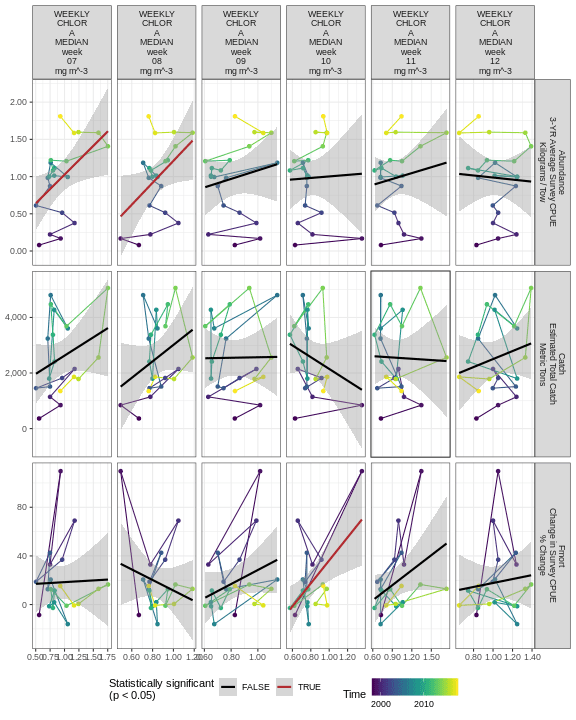 WEEKLY
CHLOR
A
MEDIAN
week
07
mg m^-3
WEEKLY
CHLOR
A
MEDIAN
week
08
mg m^-3
WEEKLY
CHLOR
A
MEDIAN
week
09
mg m^-3
WEEKLY
CHLOR
A
MEDIAN
week
10
mg m^-3
WEEKLY
CHLOR
A
MEDIAN
week
11
mg m^-3
WEEKLY
CHLOR
A
MEDIAN
week
12
mg m^-3
2.00
1.50
1.00
0.50
0.00
Abundance
3-YR Average Survey CPUE
Kilograms / Tow
4,000
2,000
0
Catch
Estimated Total Catch
Metric Tons
80
40
0
Fmort
Change in Survey CPUE
% Change
0.50 0.75 1.00 1.25 1.50 1.75
0.60 0.80 1.00 1.20
0.60 0.80 1.00
0.60 0.80 1.00 1.20
0.60 0.90 1.20 1.50
0.80 1.00 1.20 1.40
Statistically significant
(p < 0.05)
FALSE
TRUE
Time
2000
2010